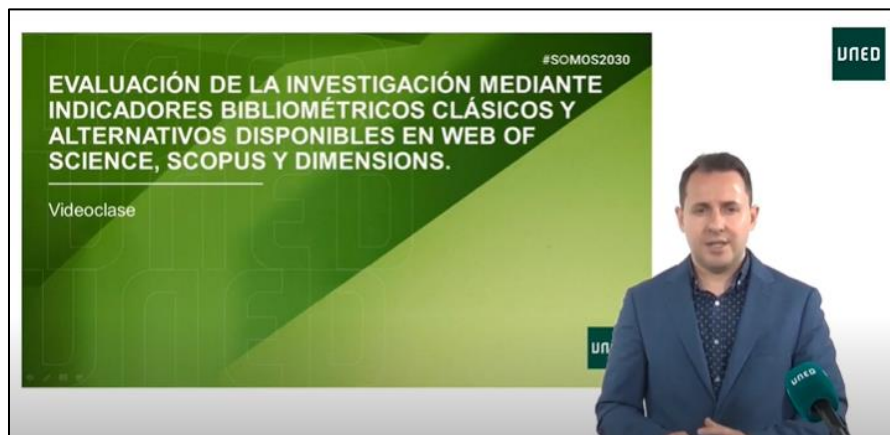 #SOMOS2030
UNED
EVALUACIÓN DE LA INVESTIGACIÓN MEDIANTE
INDICADORES BIBLIOMÉTRICOS CLÁSICOS Y
ALTERNATIVOS DISPONIBLES EN WEB OF
SCIENCE, SCOPUS Y DIMENSIONS.
Videoclase
UNED